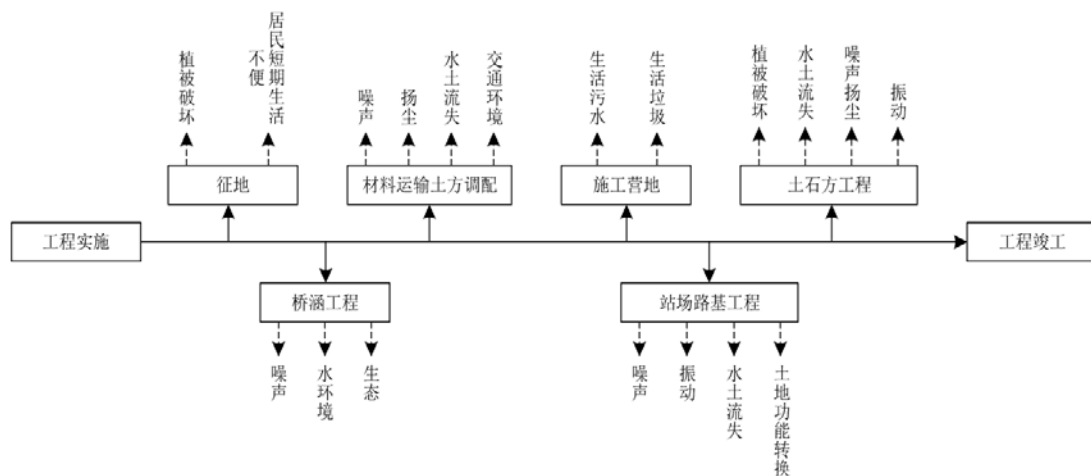 植被破坏
居民短期生活
不便
噪声
扬尘
水土流失
交通环境
生活污水
生活垃圾
植被破坏
水土流失
噪声扬尘
振动
征地
材料运输土方调配
施工营地
土石方工程
工程实施
工程竣工
桥涵工程
站场路基工程
噪声
水环境
生态
噪声
振动
水土流失
土地功能转换